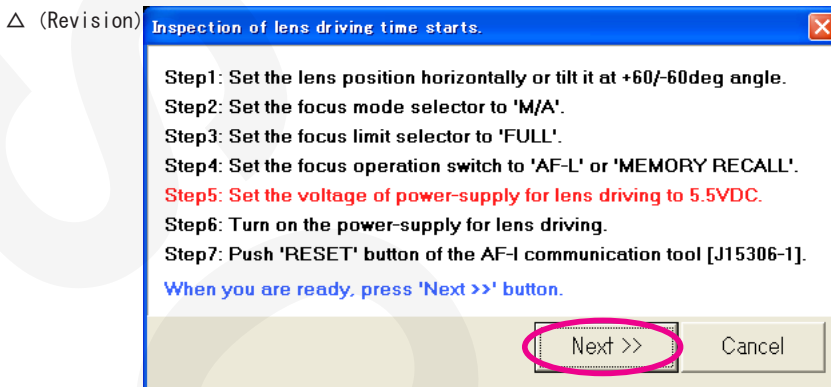 △ (Revision)
Inspection of lens driving time starts.
Step1: Set the lens position horizontally or tilt it at +60/-60deg angle.
Step2: Set the focus mode selector to 'M/A'.
Step3: Set the focus limit selector to 'FULL'.
Step4: Set the focus operation switch to 'AF-L' or 'MEMORY RECALL'.
Step5: Set the voltage of power-supply for lens driving to 5.5VDC.
Step6: Turn on the power-supply for lens driving.
Step7: Push 'RESET' button of the AF-I communication tool [J15306-1].
When you are ready, press 'Next >>' button.
Next >> Cancel